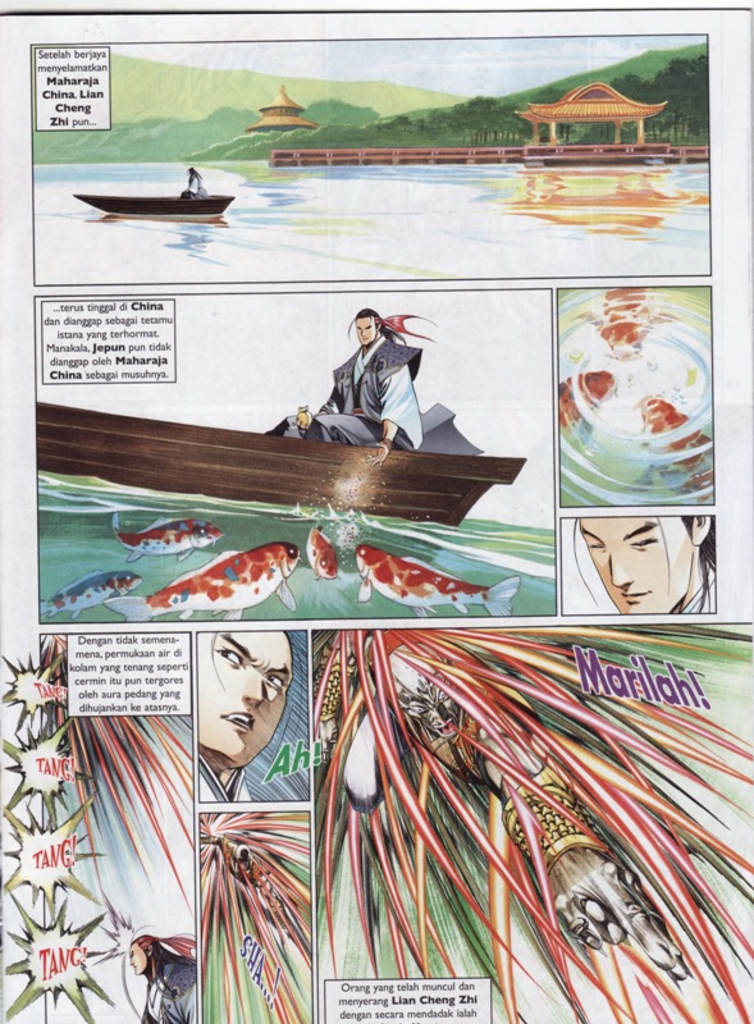 Setelah berjaya
menyelamatkan
Maharaja
China, Lian
Cheng
Zhi pun...
...terus tinggal di China
dan dianggap sebagai tetamu
istana yang terhormat.
Manakala, Jepun pun tidak
dianggap oleh Maharaja
China sebagai musuhnya.
Dengan tidak semena-
mena, permukaan air di
kolam yang tenang seperti
cermin itu pun tergores
oleh aura pedang yang
dihujankan ke atasnya.
TANG!
TANG!
TANG!
TANG!
Ah!
SHA...!
Marilah!
Orang yang telah muncul dan
menyerang Lian Cheng Zhi
dengan secara mendadak ialah